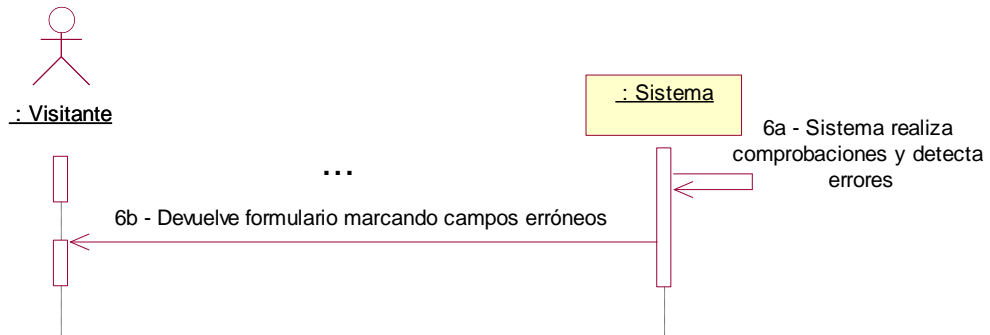 : Visitante
: Sistema
6a - Sistema realiza
comprobaciones y detecta
errores
...
6b - Devuelve formulario marcando campos erróneos